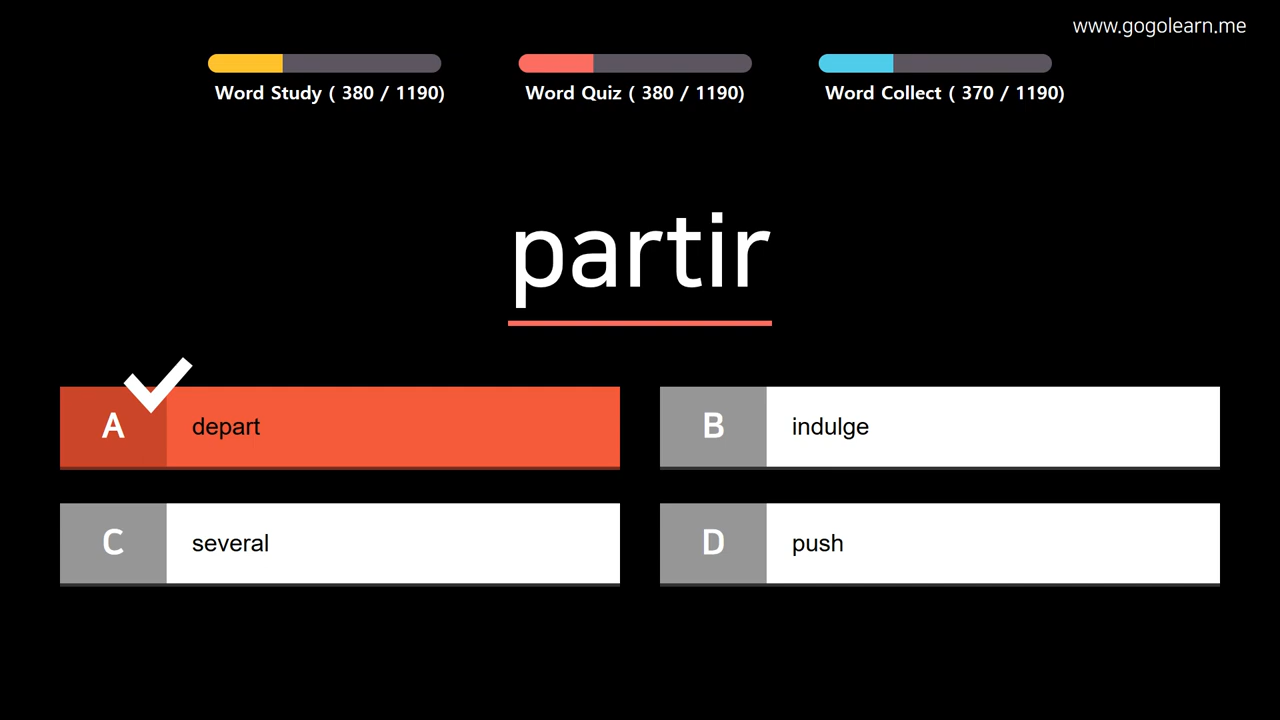 www.gogolearn.me
Word Study ( 380 / 1190)
Word Quiz ( 380 / 1190)
Word Collect ( 370 / 1190)
partir
A
depart
B
indulge
C
several
D
push